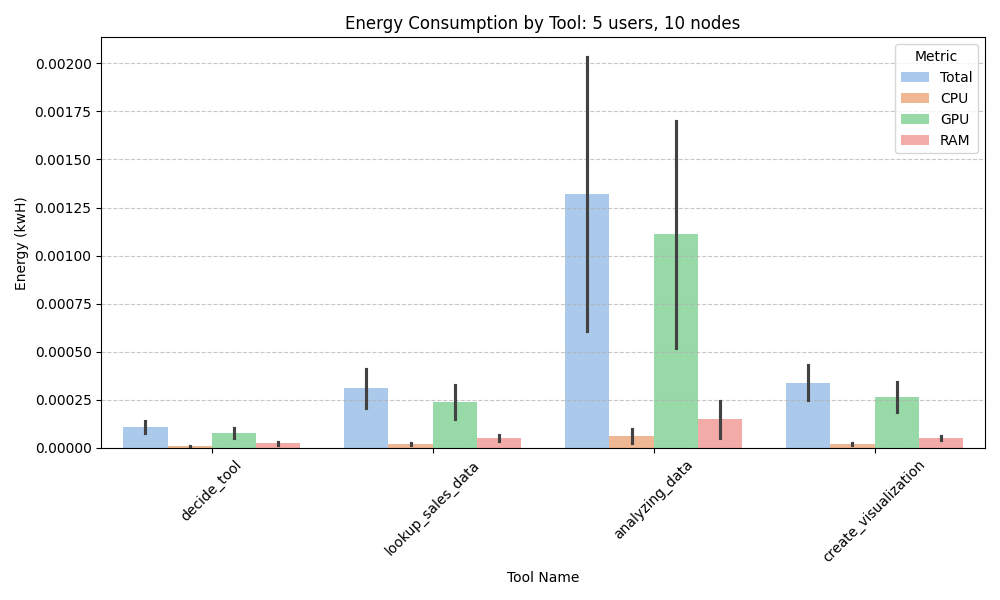 Energy Consumption by Tool: 5 users, 10 nodes
Metric
Total
CPU
GPU
RAM
0.00200
0.00175
0.00150
0.00125
0.00100
0.00075
0.00050
0.00025
0.00000
Energy (kwH)
decide_tool
lookup_sales_data
analyzing_data
create_visualization
Tool Name